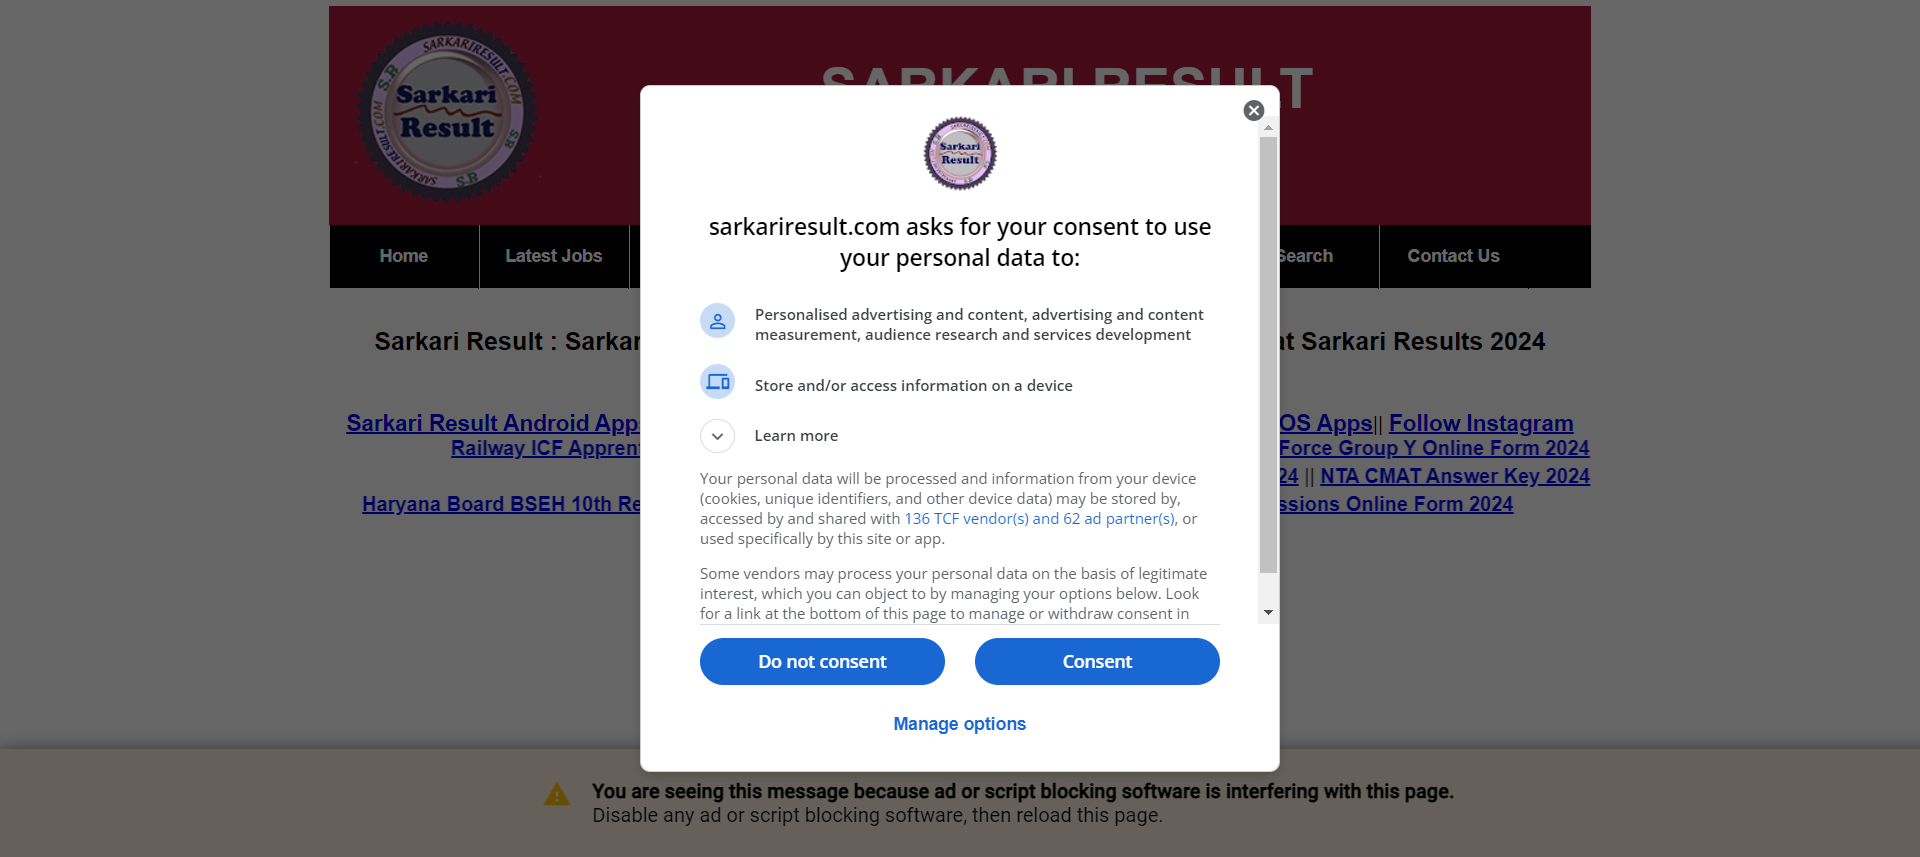 SARKARI RESULT
SARKARIRESULT.COM
S.R
Sarkari
Result
SARKARIRESULT.COM
S.R
Home
Latest Jobs
Search
Contact Us
Sarkari
Result
sarkariresult.com asks for your consent to use
your personal data to:
Personalised advertising and content, advertising and content
measurement, audience research and services development
Store and/or access information on a device
Learn more
Your personal data will be processed and information from your device
(cookies, unique identifiers, and other device data) may be stored by,
accessed by and shared with 136 TCF vendor(s) and 62 ad partner(s), or
used specifically by this site or app.
Some vendors may process your personal data on the basis of legitimate
interest, which you can object to by managing your options below. Look
for a link at the bottom of this page to manage or withdraw consent in
Do not consent
Consent
Manage options
Sarkari Result : Sarkar
at Sarkari Results 2024
Sarkari Result Android Apps
OS Apps|| Follow Instagram
Railway ICF Apprent
Force Group Y Online Form 2024
24 || NTA CMAT Answer Key 2024
Haryana Board BSEH 10th Re
ssions Online Form 2024
You are seeing this message because ad or script blocking software is interfering with this page.
Disable any ad or script blocking software, then reload this page.